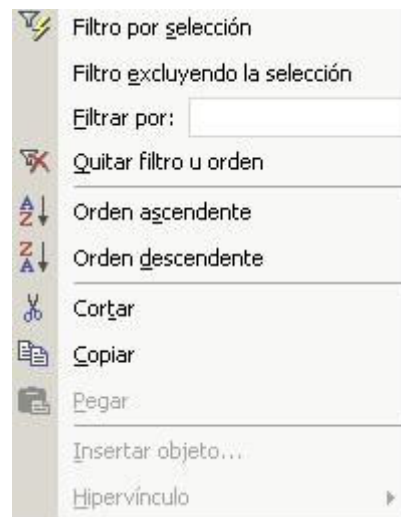 Filtro por selección
Filtro excluyendo la selección
Filtrar por:
Quitar filtro u orden
Orden ascendente
Orden descendente
Cortar
Copiar
Pegar
Insertar objeto...
Hipervínculo